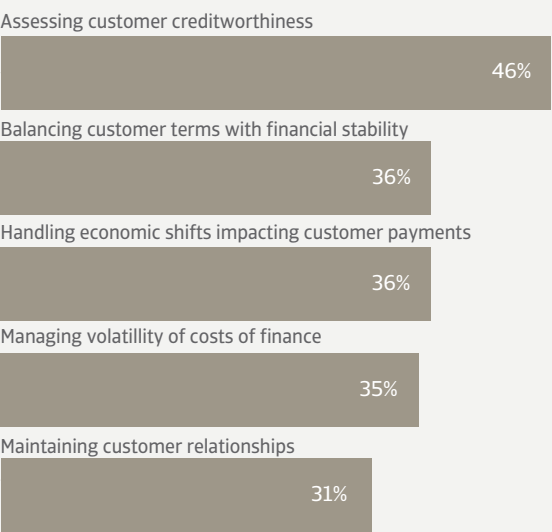 Assessing customer creditworthiness
46%
Balancing customer terms with financial stability
36%
Handling economic shifts impacting customer payments
36%
Managing volatillity of costs of finance
35%
Maintaining customer relationships
31%